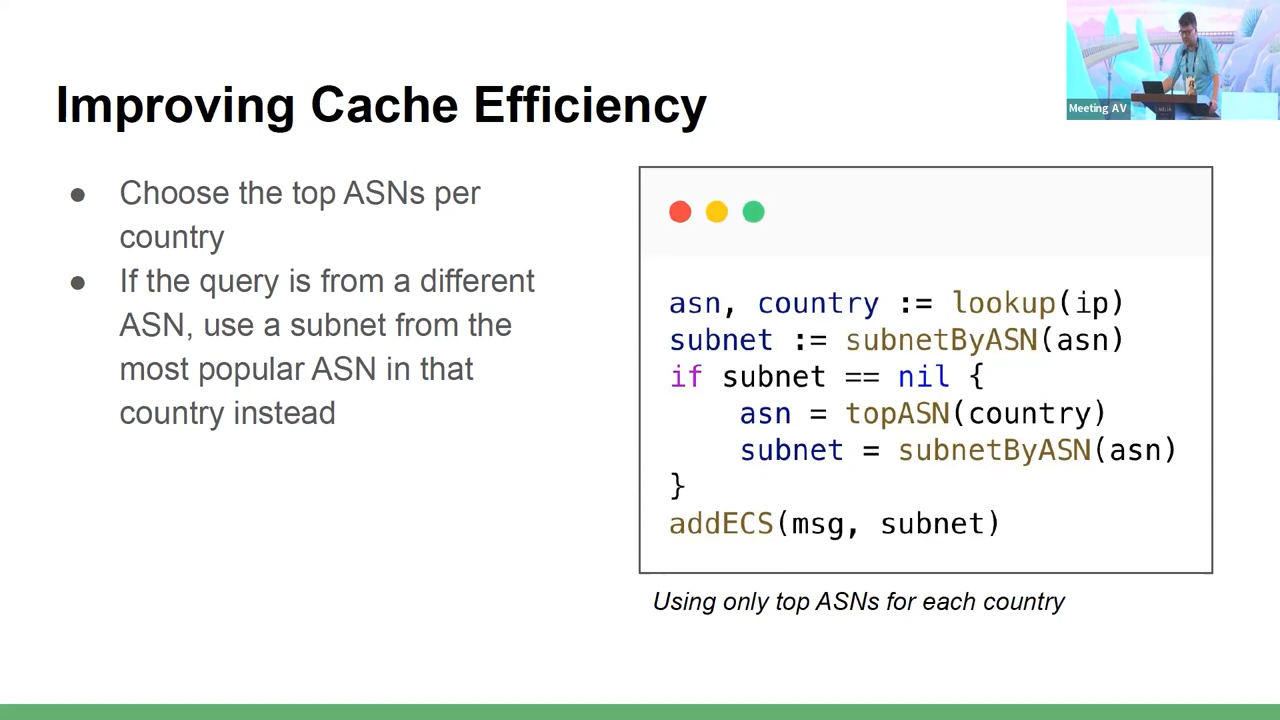 Improving Cache Efficiency
Meeting AV
● Choose the top ASNs per
country
● If the query is from a different
ASN, use a subnet from the
most popular ASN in that
country instead
asn, country := lookup(ip)
subnet := subnetByASN(asn)
if subnet == nil {
    asn = topASN(country)
    subnet = subnetByASN(asn)
}
addECS(msg, subnet)
Using only top ASNs for each country